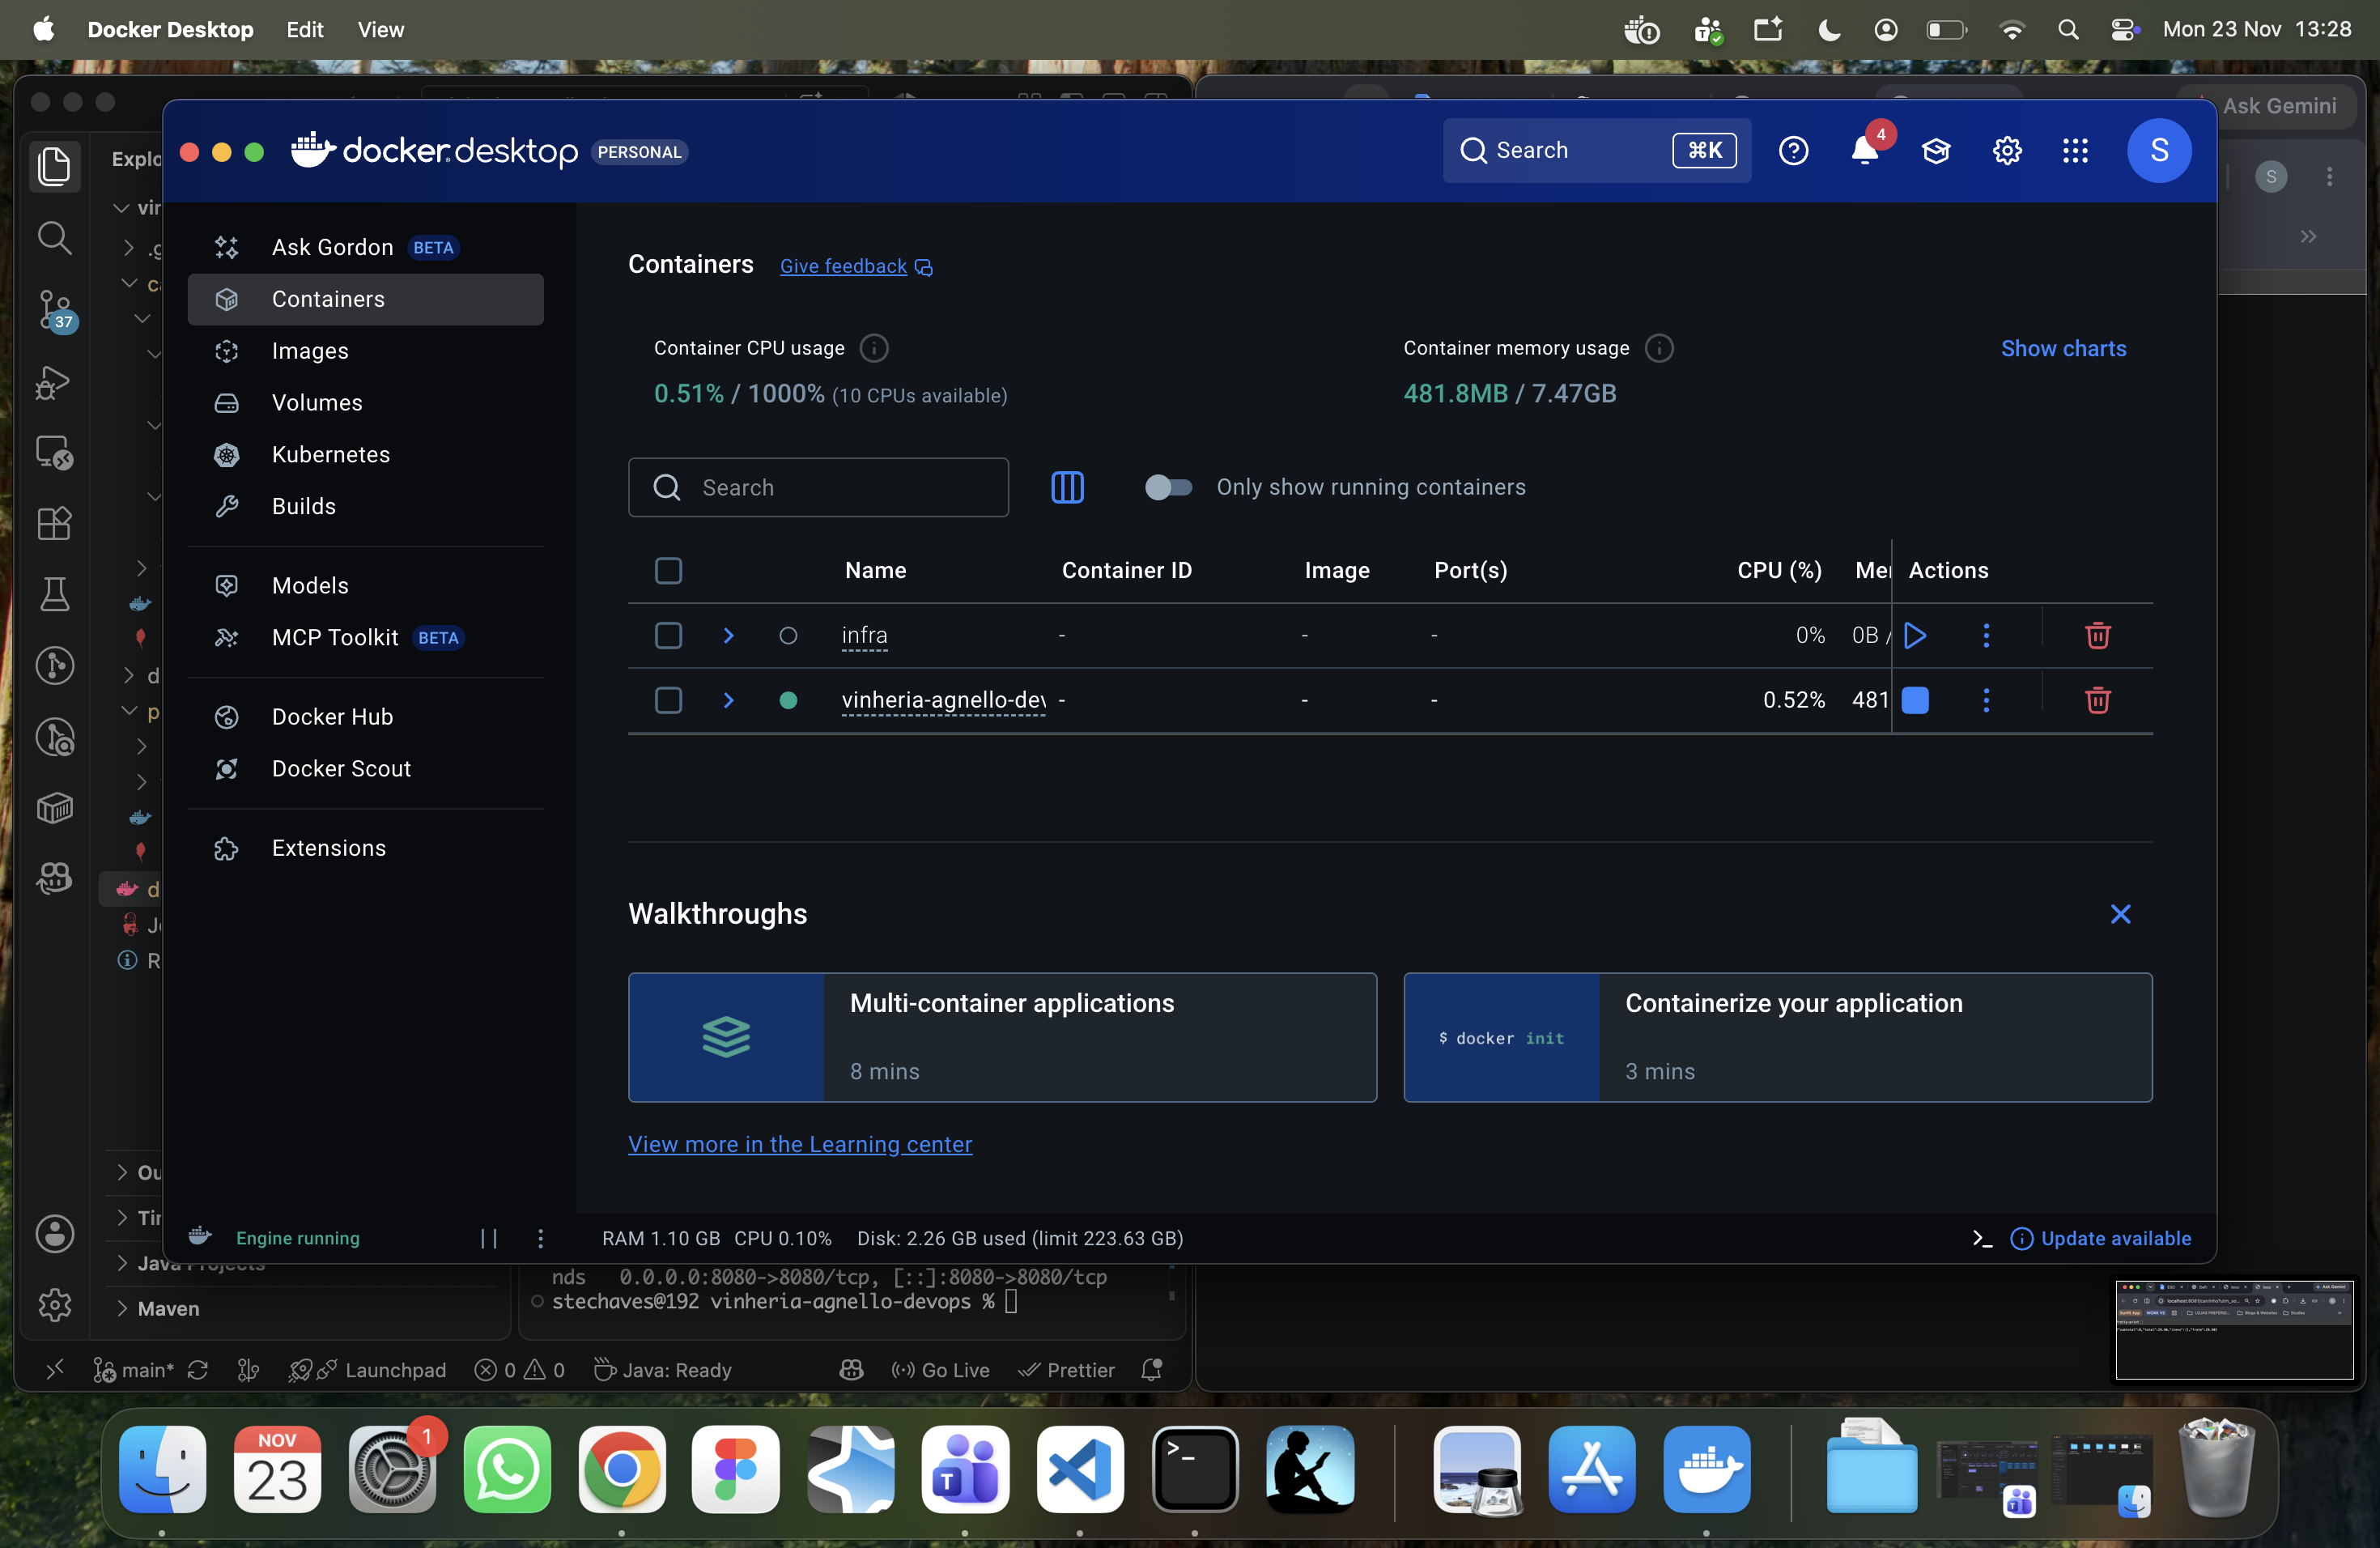 Docker Desktop Edit View
Mon 23 Nov 13:28
Ask Gemini
docker desktop PERSONAL
Search ⌘K
4
S
S
Explo
vin
37
Ask Gordon BETA
Containers
Images
Volumes
Kubernetes
Builds
Models
MCP Toolkit BETA
Docker Hub
Docker Scout
Extensions
Containers Give feedback
Container CPU usage
0.51% / 1000% (10 CPUs available)
Container memory usage
481.8MB / 7.47GB
Show charts
Search
Only show running containers
Name Container ID Image Port(s) CPU (%) Mem Actions
infra - - - 0% 0B /
vinheria-agnello-dev - - - 0.52% 481
Walkthroughs
Multi-container applications
8 mins
$ docker init
Containerize your application
3 mins
View more in the Learning center
Engine running
RAM 1.10 GB CPU 0.10% Disk: 2.26 GB used (limit 223.63 GB)
Update available
Ou
Tim
Java Projects
Maven
nds 0.0.0.0:8080->8080/tcp, [::]:8080->8080/tcp
stechaves@192 vinheria-agnello-devops %
main* Launchpad 0 0 Java: Ready Go Live Prettier
NOV
23
1
T